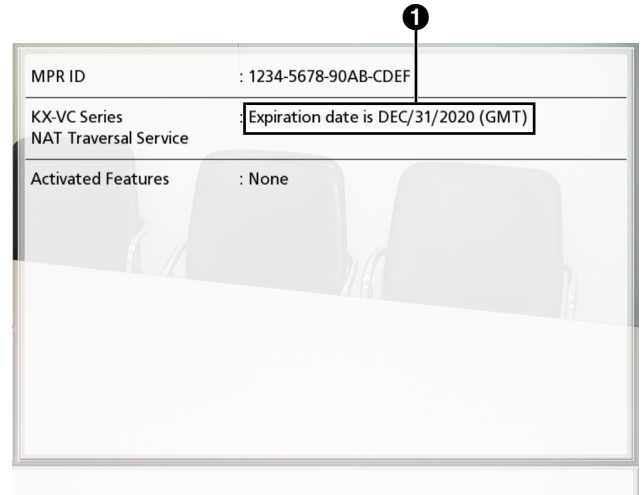 ❶
MPR ID : 1234-5678-90AB-CDEF
KX-VC Series : Expiration date is DEC/31/2020 (GMT)
NAT Traversal Service
Activated Features : None